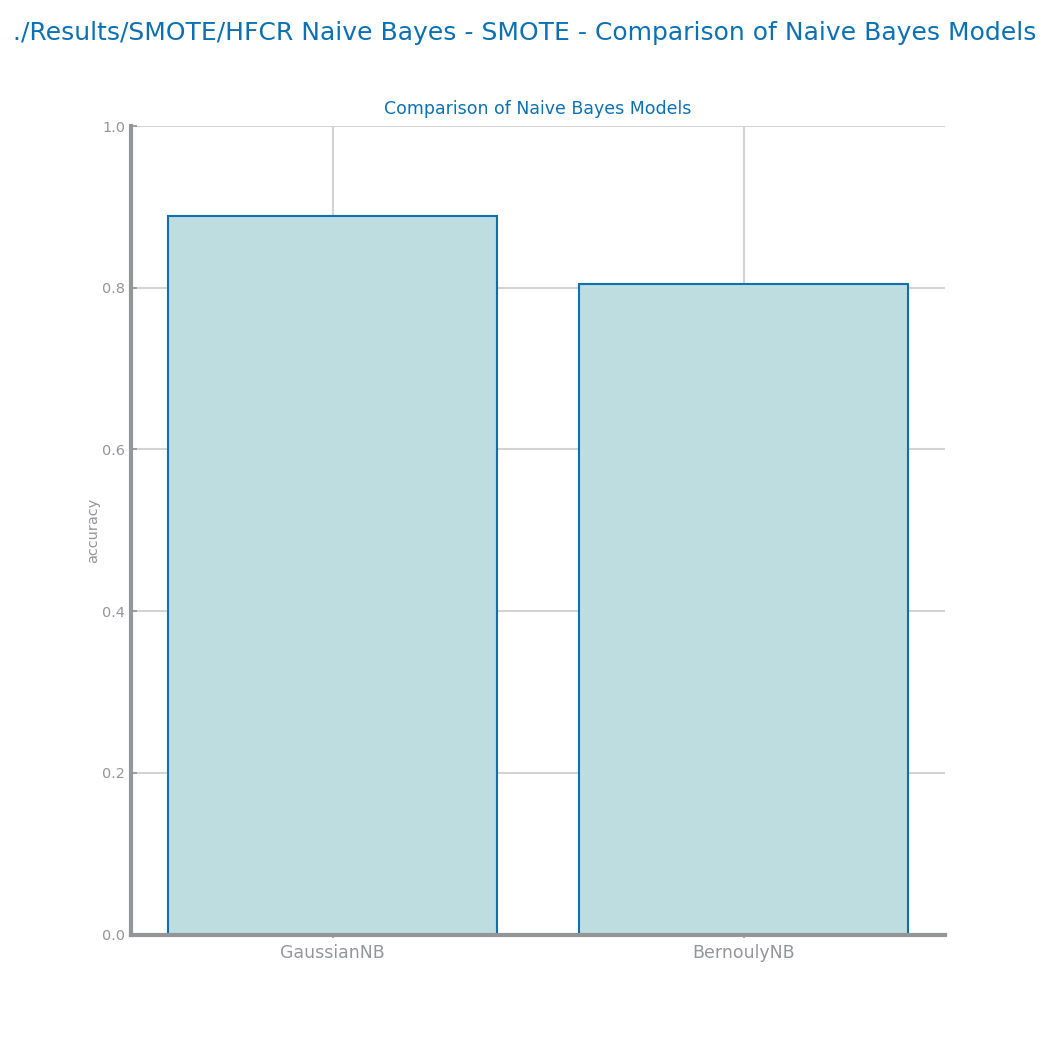 ./Results/SMOTE/HFCR Naive Bayes - SMOTE - Comparison of Naive Bayes Models
Comparison of Naive Bayes Models
1.0
0.8
0.6
0.4
0.2
0.0
accuracy
GaussianNB
BernoulyNB